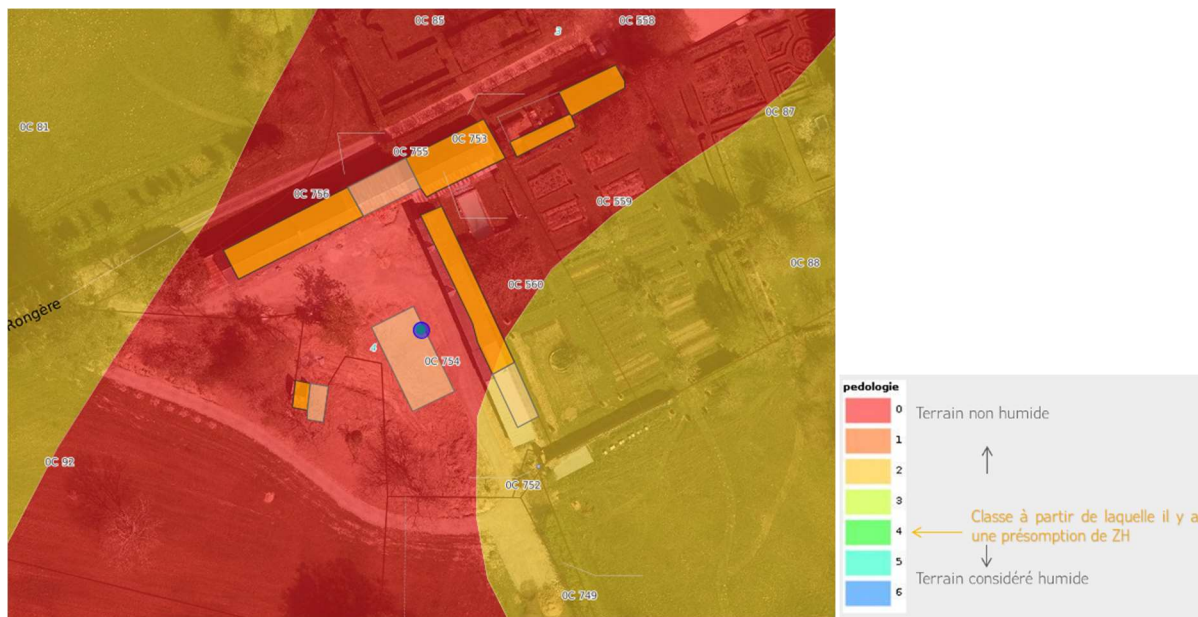 0C 85
0C 558
3
0C 87
0C 81
0C 753
0C 755
0C 756
0C 559
0C 88
0C 560
Rongère
4
0C 754
0C 92
0C 752
0C 749
pedologie
0 Terrain non humide
1
2
3
Classe à partir de laquelle il y a
4 une présomption de ZH
5
Terrain considéré humide
6